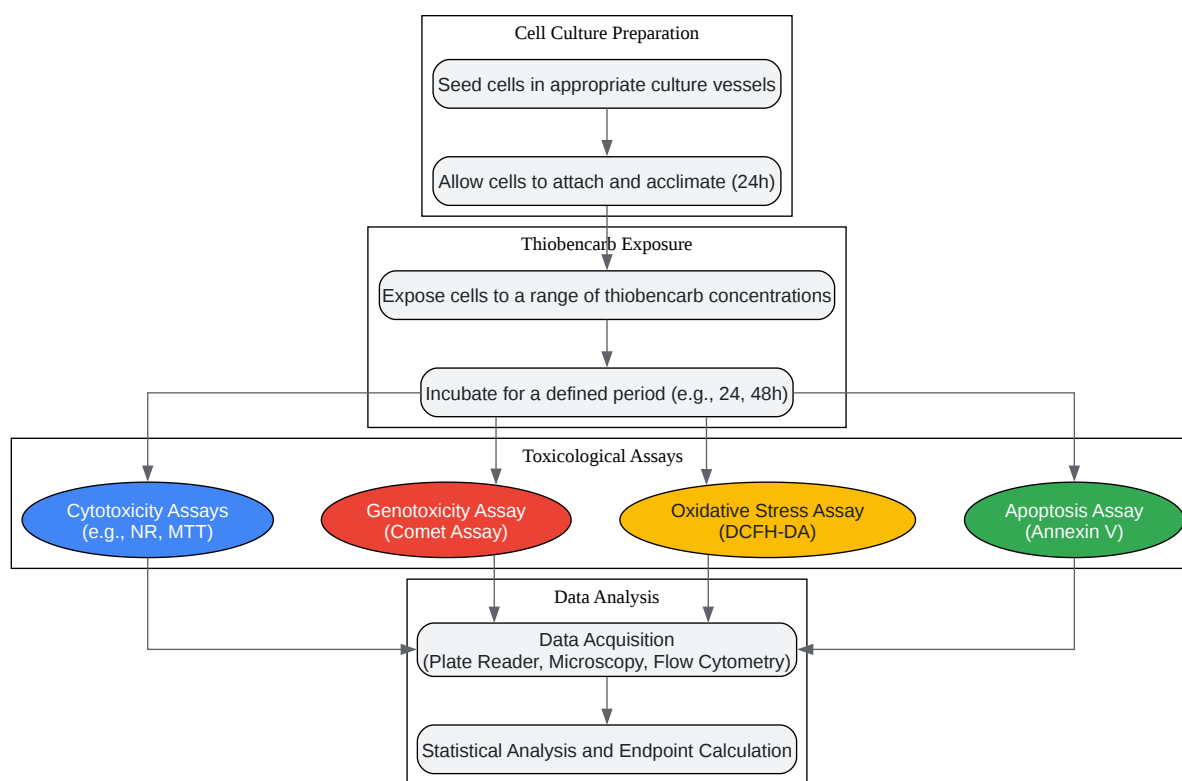 Cell Culture Preparation
Seed cells in appropriate culture vessels
Allow cells to attach and acclimate (24h)
Thiobencarb Exposure
Expose cells to a range of thiobencarb concentrations
Incubate for a defined period (e.g., 24, 48h)
Toxicological Assays
Cytotoxicity Assays
(e.g., NR, MTT)
Genotoxicity Assay
(Comet Assay)
Oxidative Stress Assay
(DCFH-DA)
Apoptosis Assay
(Annexin V)
Data Analysis
Data Acquisition
(Plate Reader, Microscopy, Flow Cytometry)
Statistical Analysis and Endpoint Calculation